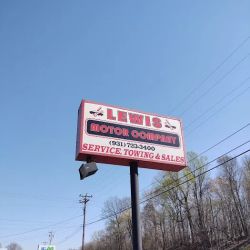 LEWIS
MOTOR COMPANY
(931) 723-3400
SERVICE, TOWING & SALES